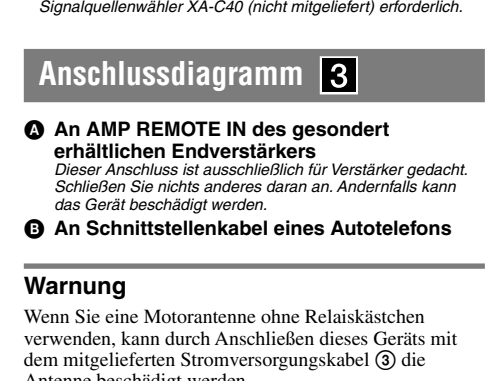 Signalquellenwähler XA-C40 (nicht mitgeliefert) erforderlich.
Anschlussdiagramm 3
A An AMP REMOTE IN des gesondert
erhältlichen Endverstärkers
Dieser Anschluss ist ausschließlich für Verstärker gedacht.
Schließen Sie nichts anderes daran an. Andernfalls kann
das Gerät beschädigt werden.
B An Schnittstellenkabel eines Autotelefons
Warnung
Wenn Sie eine Motorantenne ohne Relaiskästchen
verwenden, kann durch Anschließen dieses Geräts mit
dem mitgelieferten Stromversorgungskabel ③ die
Antenne beschädigt werden.